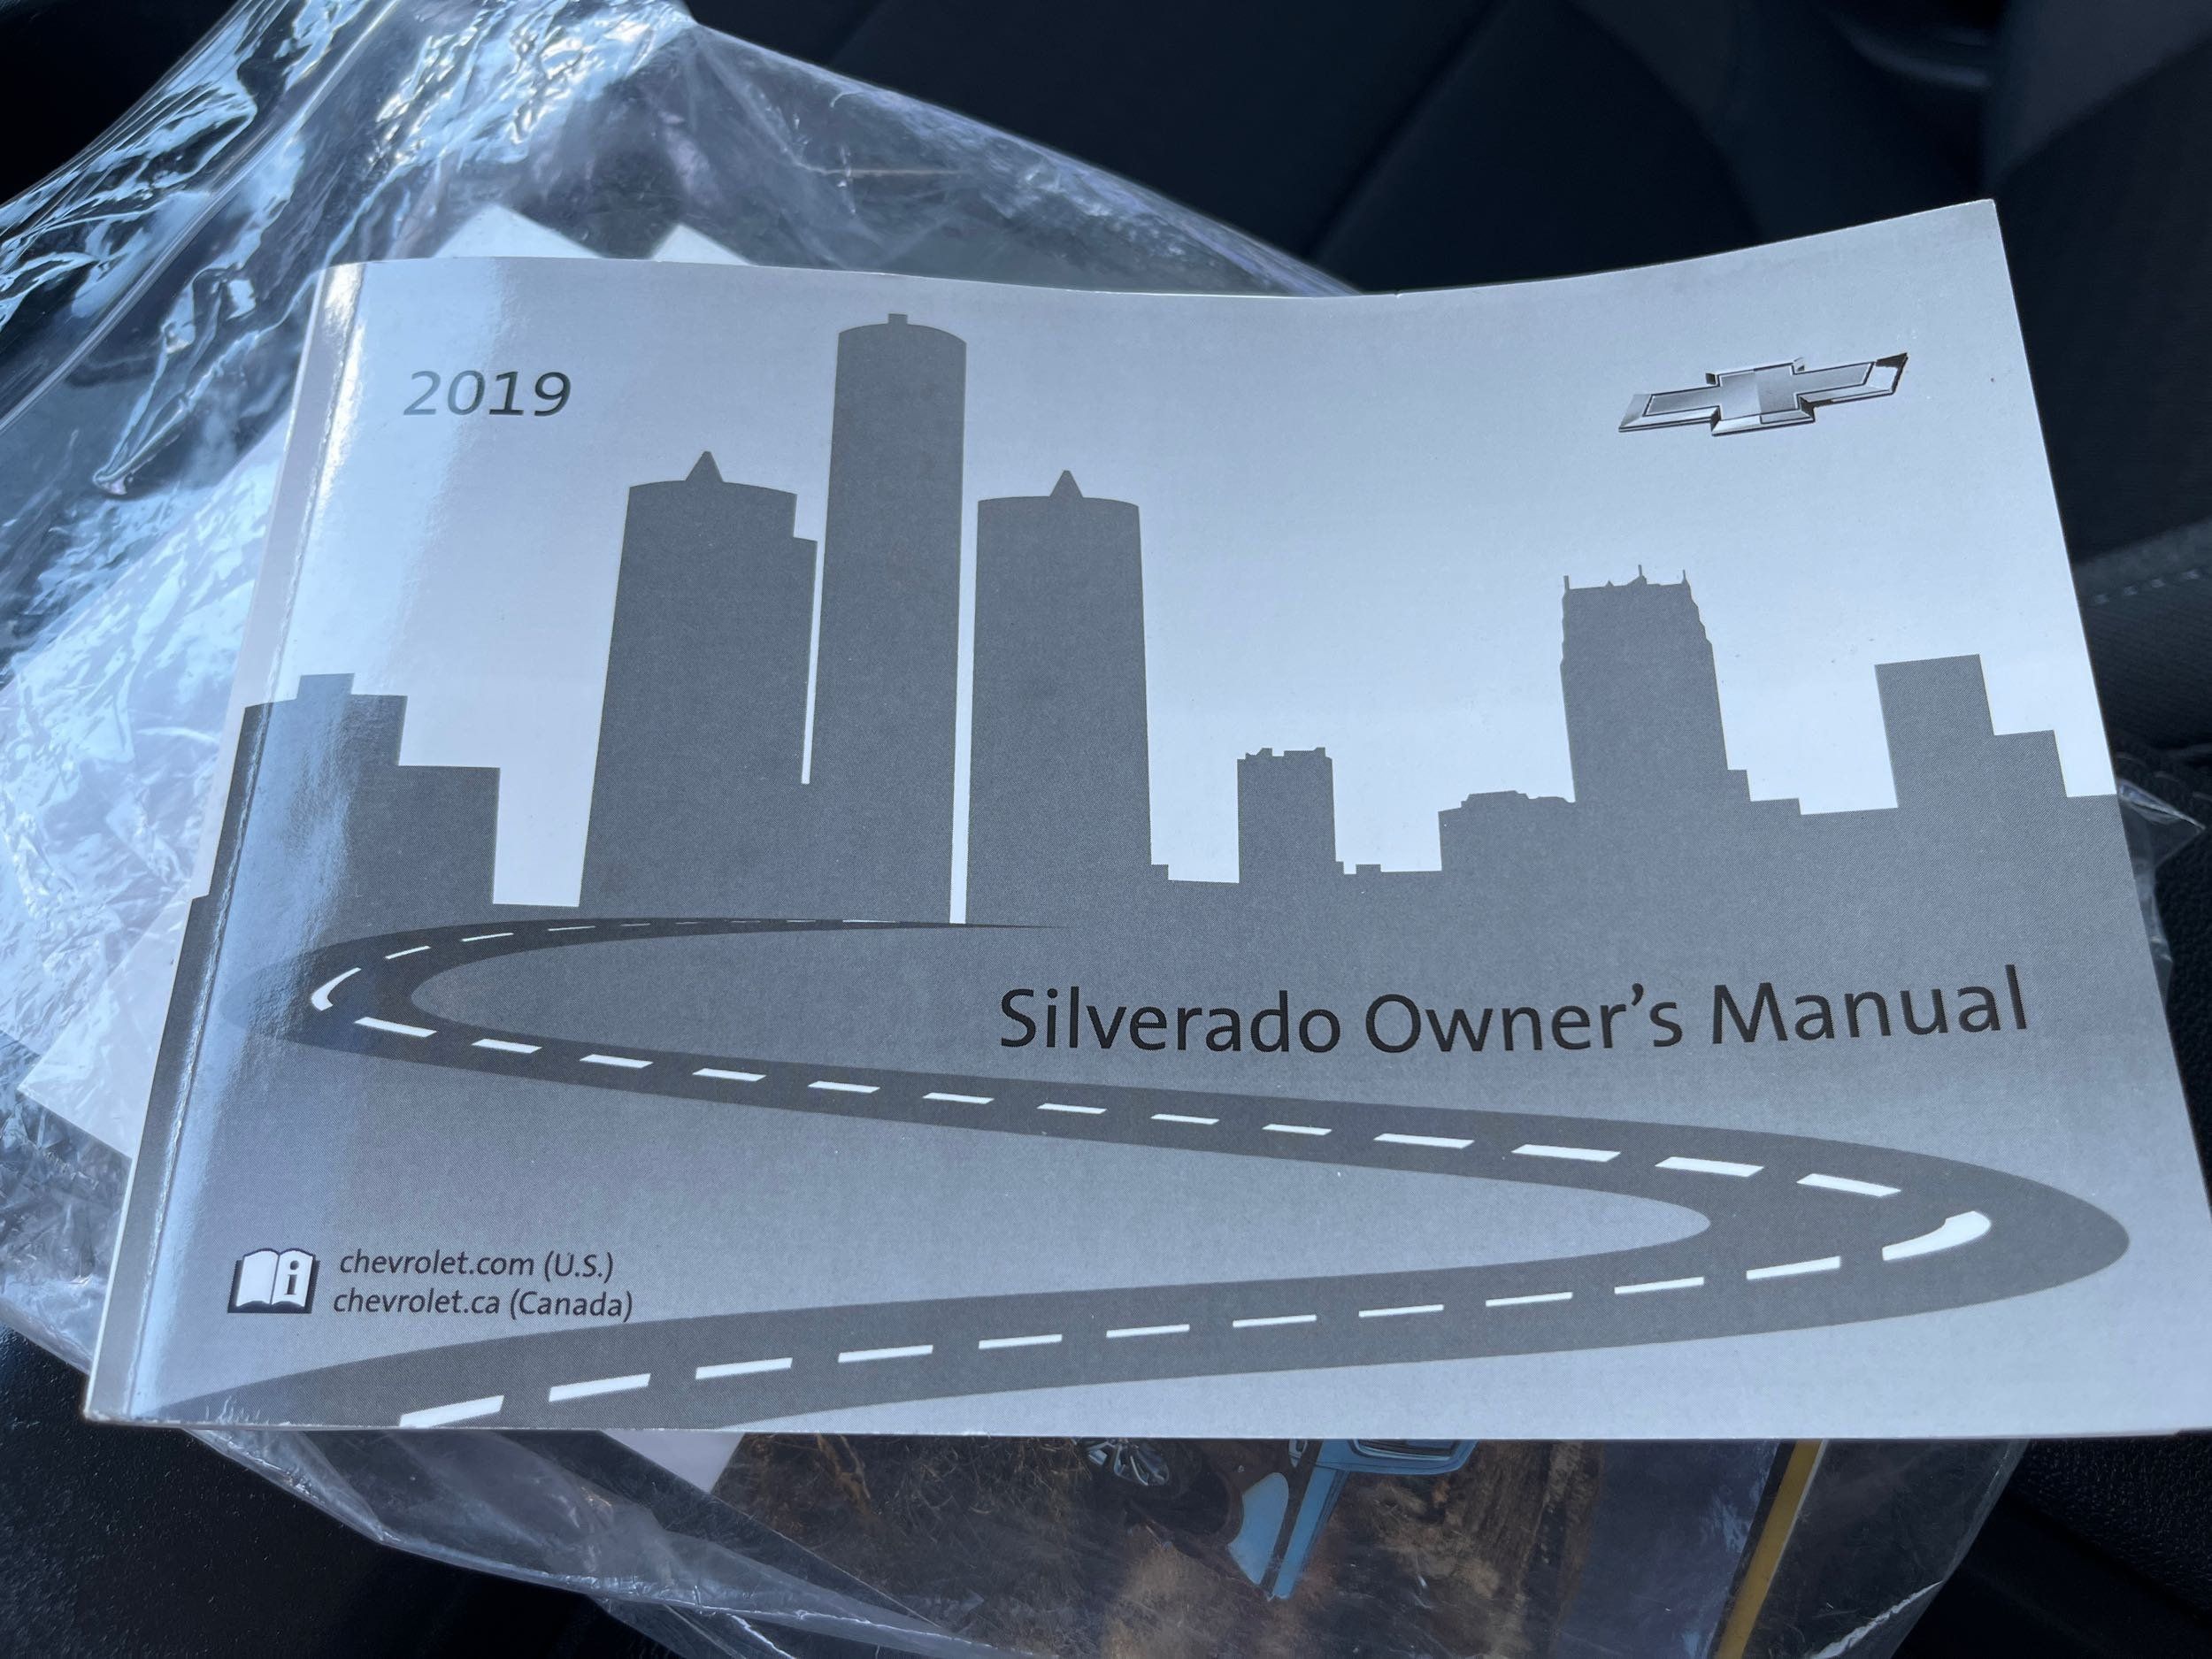 2019
Silverado Owner's Manual
i
chevrolet.com (U.S.)
chevrolet.ca (Canada)